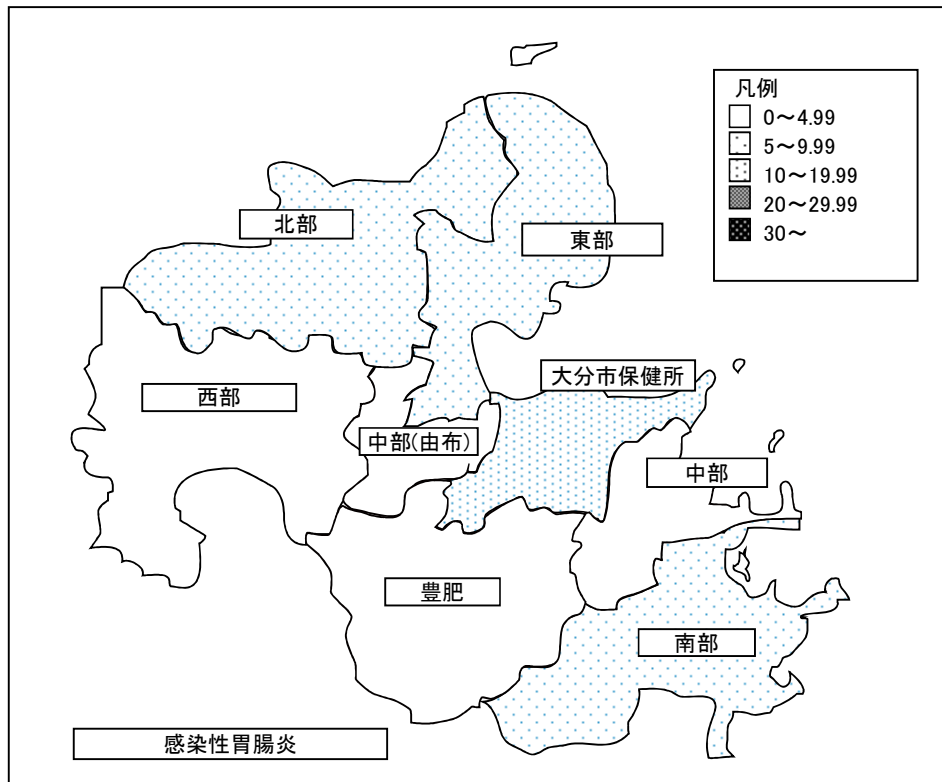 凡例
0～4.99
5～9.99
10～19.99
20～29.99
30～
北部
東部
大分市保健所
西部
中部(由布)
中部
豊肥
南部
感染性胃腸炎